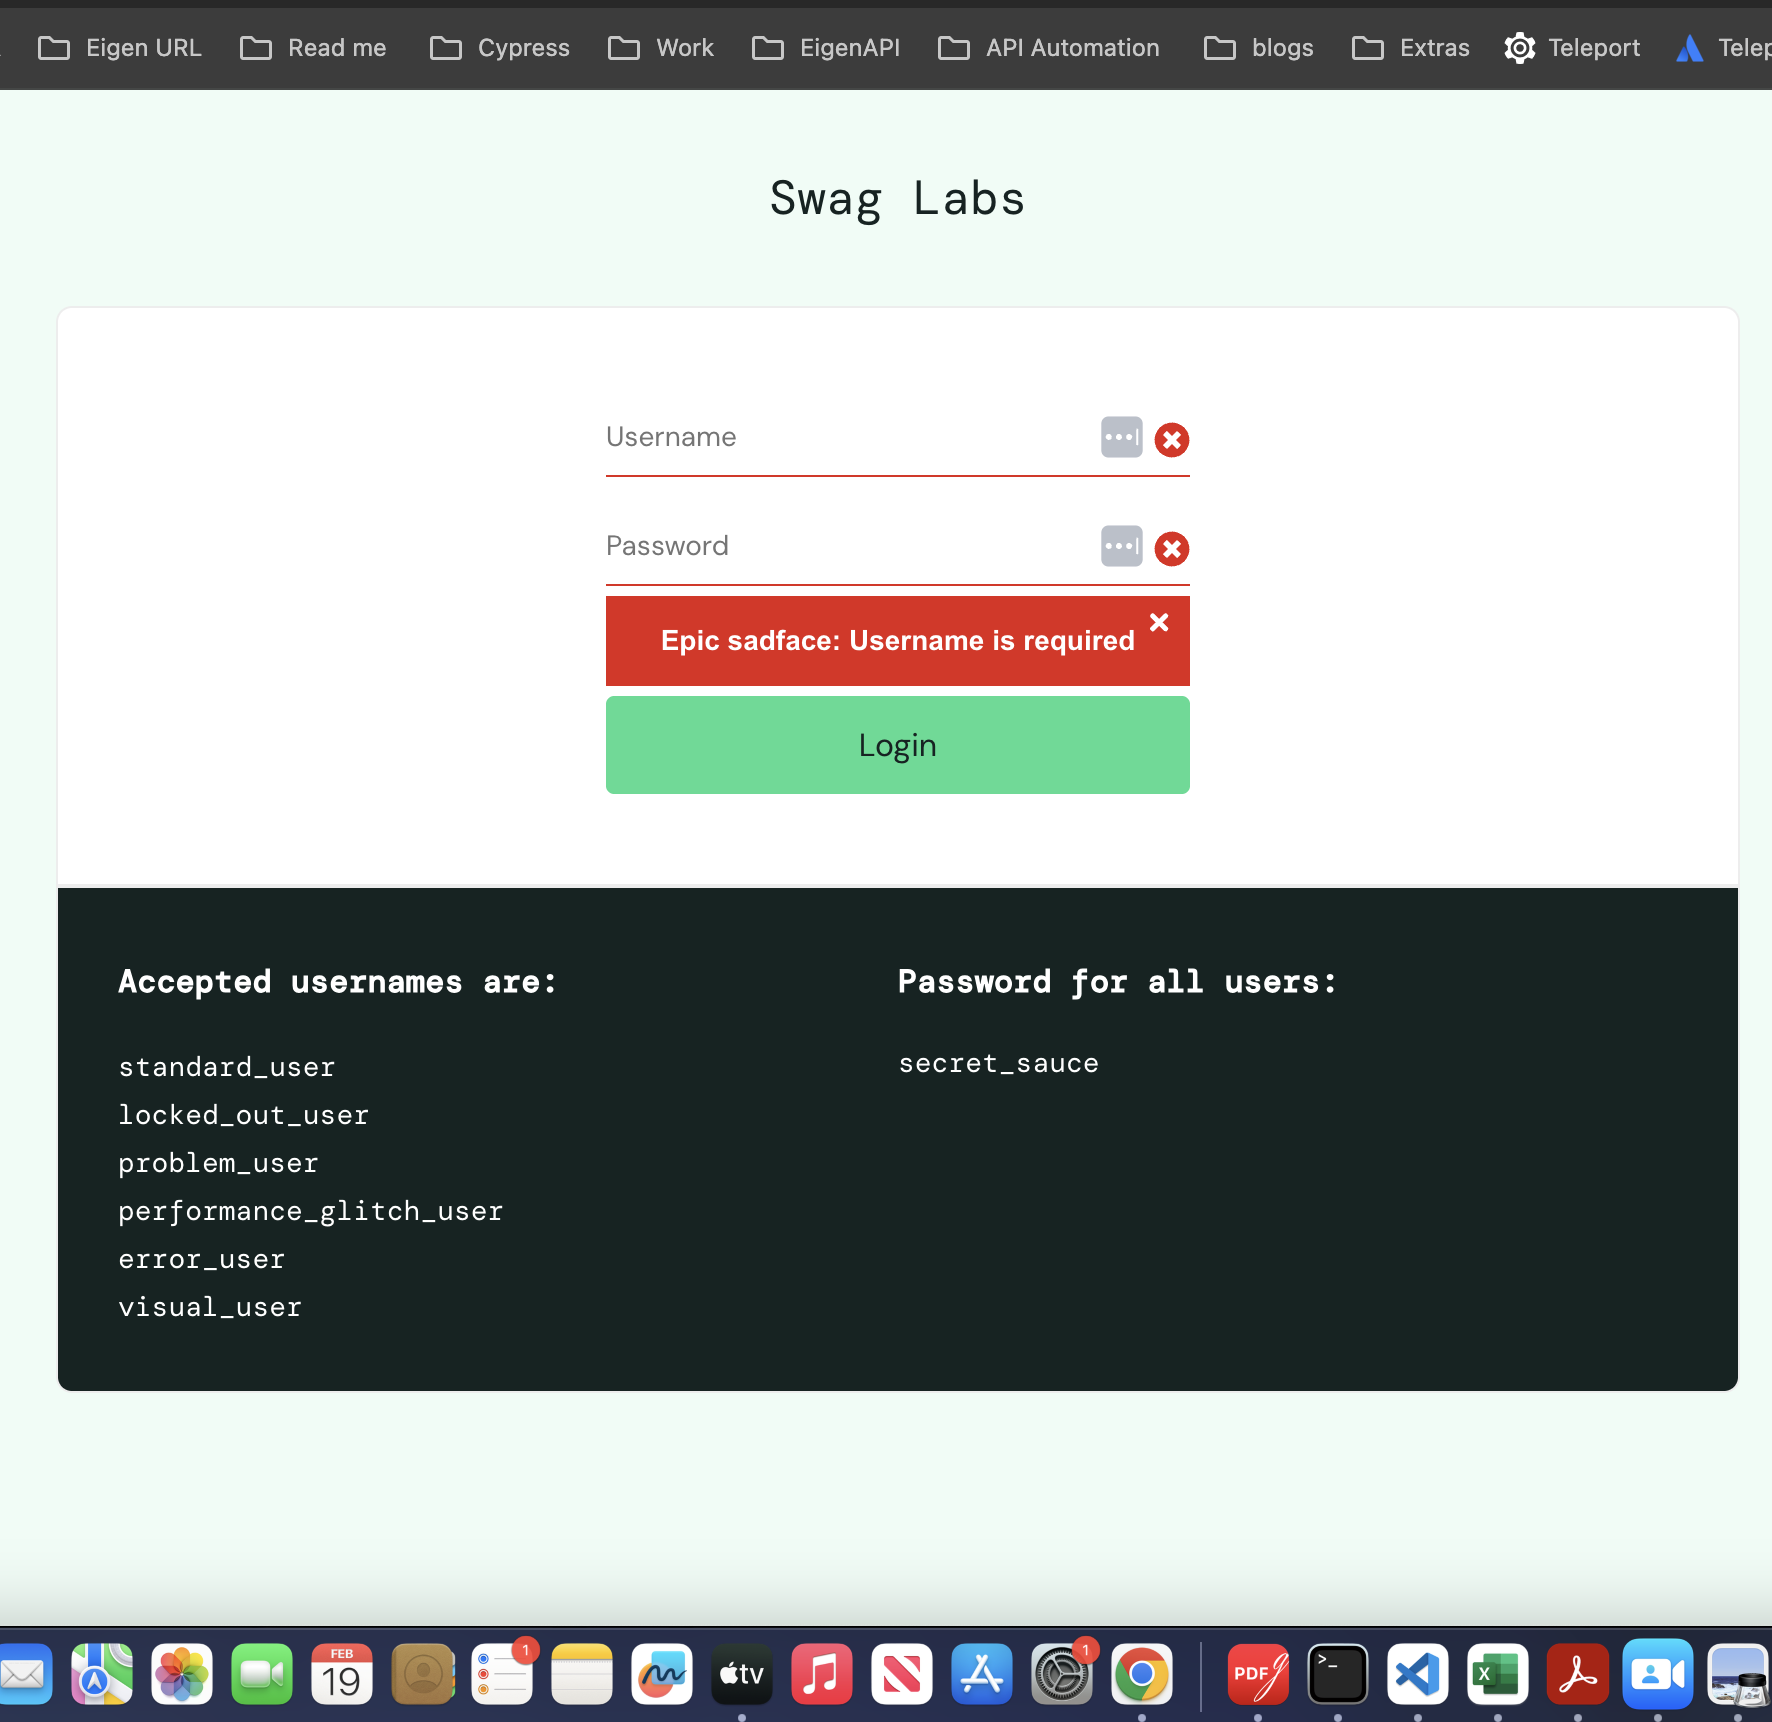 Eigen URL Read me Cypress Work EigenAPI API Automation blogs Extras Teleport
Swag Labs
Username
Password
Epic sadface: Username is required
Login
Accepted usernames are:
standard_user
locked_out_user
problem_user
performance_glitch_user
error_user
visual_user
Password for all users:
secret_sauce
FEB
19
1
tv
1
PDF
>_
X